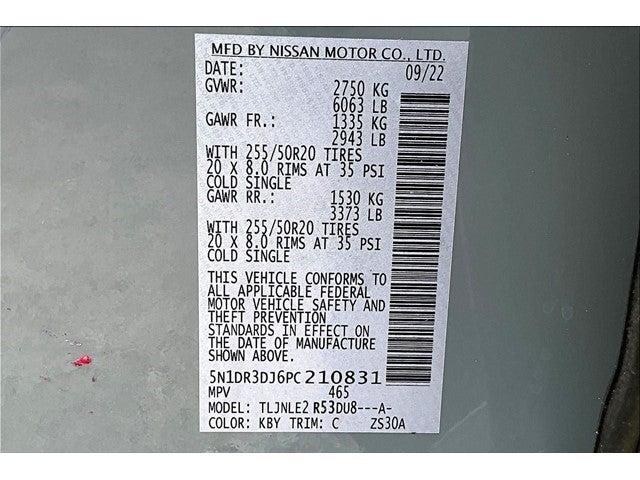 MFD BY NISSAN MOTOR CO., LTD.
DATE: 09/22
GVWR: 2750 KG
6063 LB
GAWR FR.: 1335 KG
2943 LB
WITH 255/50R20 TIRES
20 X 8.0 RIMS AT 35 PSI
COLD SINGLE
GAWR RR.: 1530 KG
3373 LB
WITH 255/50R20 TIRES
20 X 8.0 RIMS AT 35 PSI
COLD SINGLE
THIS VEHICLE CONFORMS TO
ALL APPLICABLE FEDERAL
MOTOR VEHICLE SAFETY AND
THEFT PREVENTION
STANDARDS IN EFFECT ON
THE DATE OF MANUFACTURE
SHOWN ABOVE.
5N1DR3DJ6PC210831
MPV 465
MODEL: TLJNLE2 R53DU8---A-
COLOR: KBY TRIM: C ZS30A